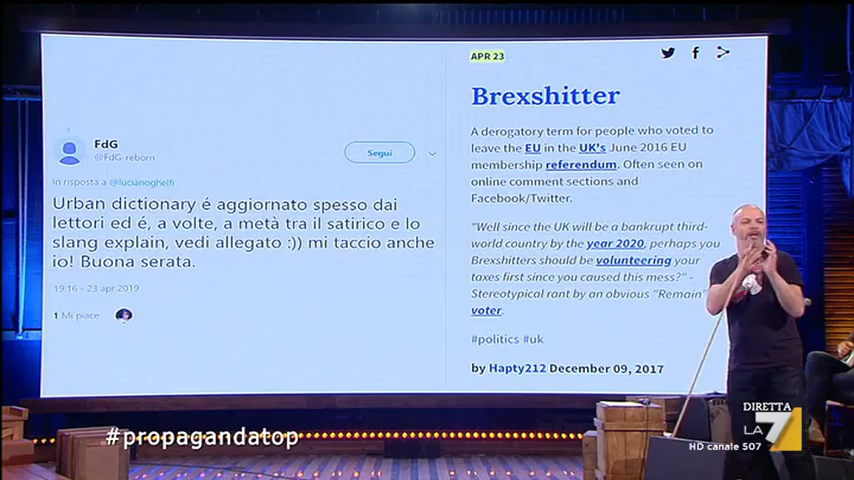 FdG
@FdG_reborn
Segui
In risposta a @lucianoghelfi
Urban dictionary é aggiornato spesso dai
lettori ed é, a volte, a metà tra il satirico e lo
slang explain, vedi allegato :)) mi taccio anche
io! Buona serata.
19:16 - 23 apr 2019
1 Mi piace
APR 23
Brexshitter
A derogatory term for people who voted to
leave the EU in the UK's June 2016 EU
membership referendum. Often seen on
online comment sections and
Facebook/Twitter.
"Well since the UK will be a bankrupt third-
world country by the year 2020, perhaps you
Brexshitters should be volunteering your
taxes first since you caused this mess?" -
Stereotypical rant by an obvious "Remain"
voter.
#politics #uk
by Hapty212 December 09, 2017
#propagandatop
DIRETTA
LA 7
HD canale 507